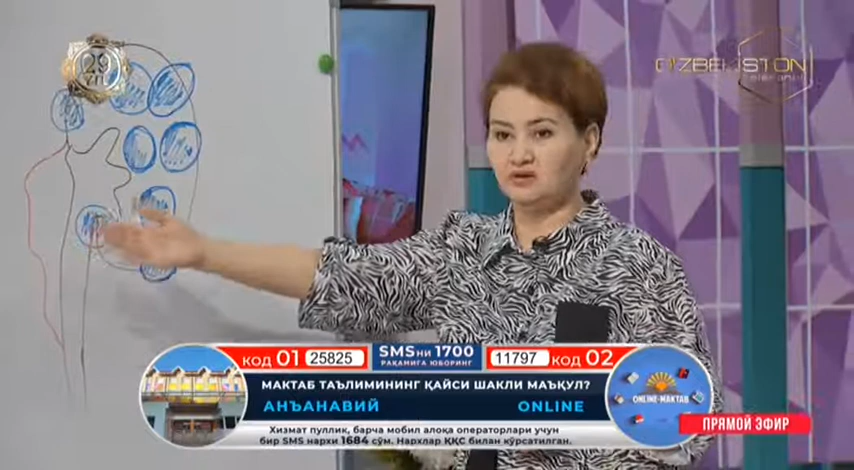 O'ZBEKISTON
telekanali
КОД 01 25825
SMSни 1700
РАҚАМИГА ЮБОРИНГ
11797 КОД 02
МАКТАБ ТАЪЛИМИНИНГ ҚАЙСИ ШАКЛИ МАЪҚУЛ?
АНЪАНАВИЙ
ONLINE
Хизмат пуллик, барча мобил алоқа операторлари учун
бир SMS нархи 1684 сўм. Нархлар ҚҚС билан кўрсатилган.
ONLINE-MAKTAB
ПРЯМОЙ ЭФИР